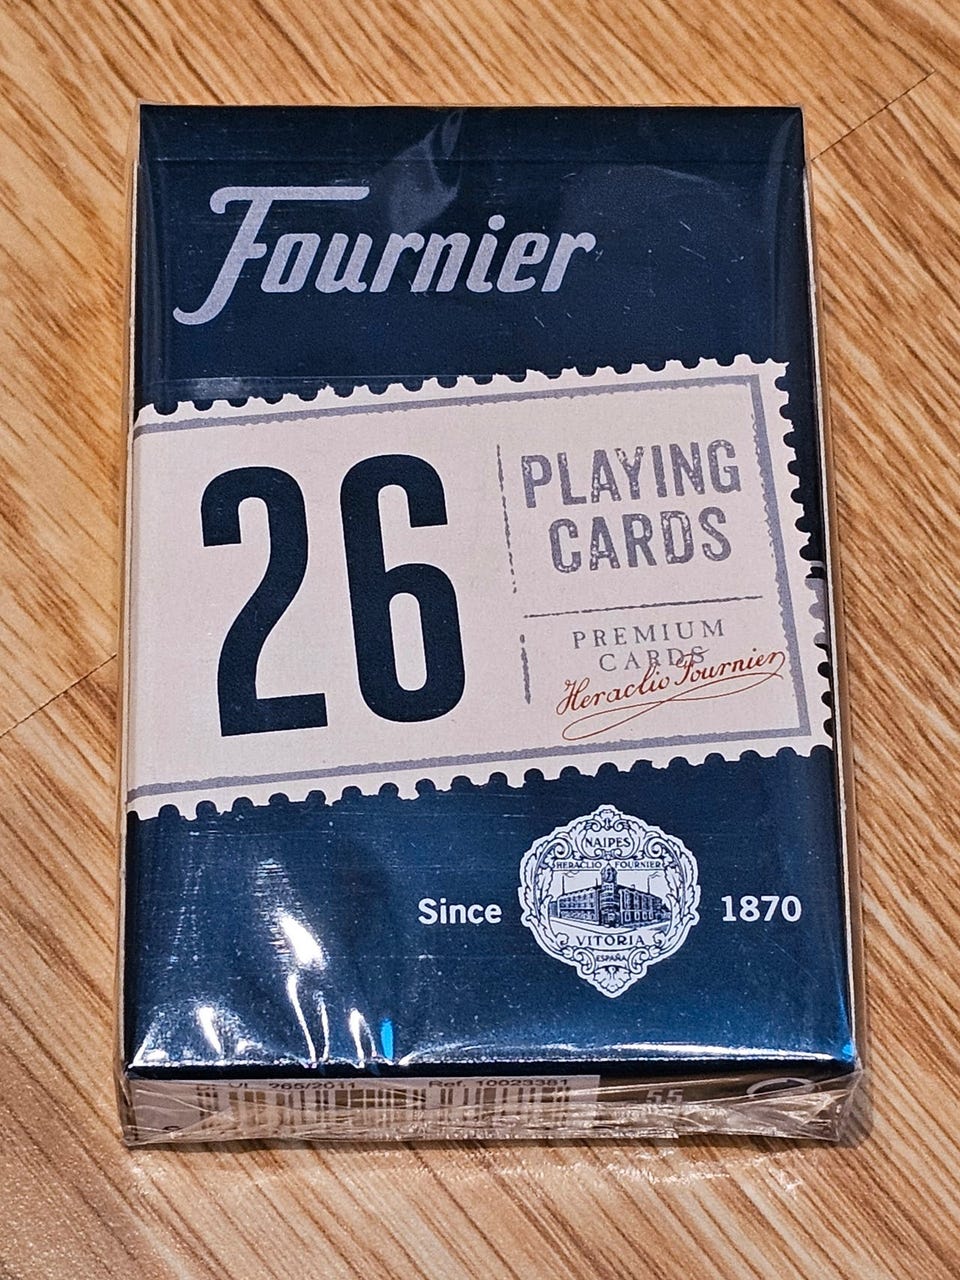 Fournier
26
PLAYING
CARDS
PREMIUM
CARDS
Heraclio Fournier
NAIPES
HERACLIO FOURNIER
Since
1870
VITORIA
ESPAÑA
VI. 265/2011
Ref. 10023381
55